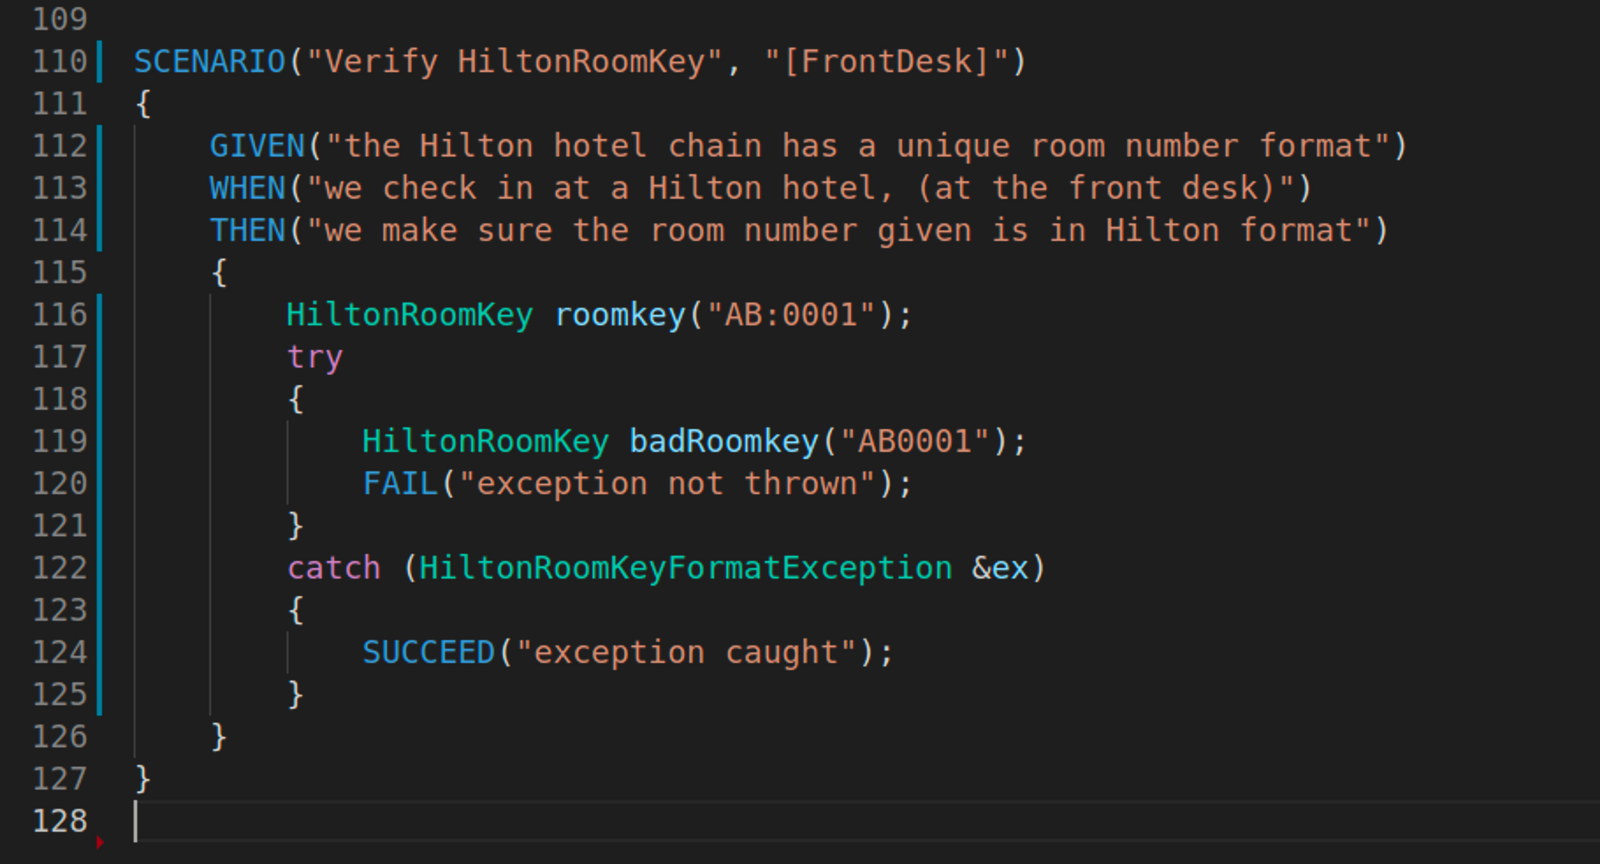 109
110 SCENARIO("Verify HiltonRoomKey", "[FrontDesk]")
111 {
112     GIVEN("the Hilton hotel chain has a unique room number format")
113     WHEN("we check in at a Hilton hotel, (at the front desk)")
114     THEN("we make sure the room number given is in Hilton format")
115     {
116         HiltonRoomKey roomkey("AB:0001");
117         try
118         {
119             HiltonRoomKey badRoomkey("AB0001");
120             FAIL("exception not thrown");
121         }
122         catch (HiltonRoomKeyFormatException &ex)
123         {
124             SUCCEED("exception caught");
125         }
126     }
127 }
128